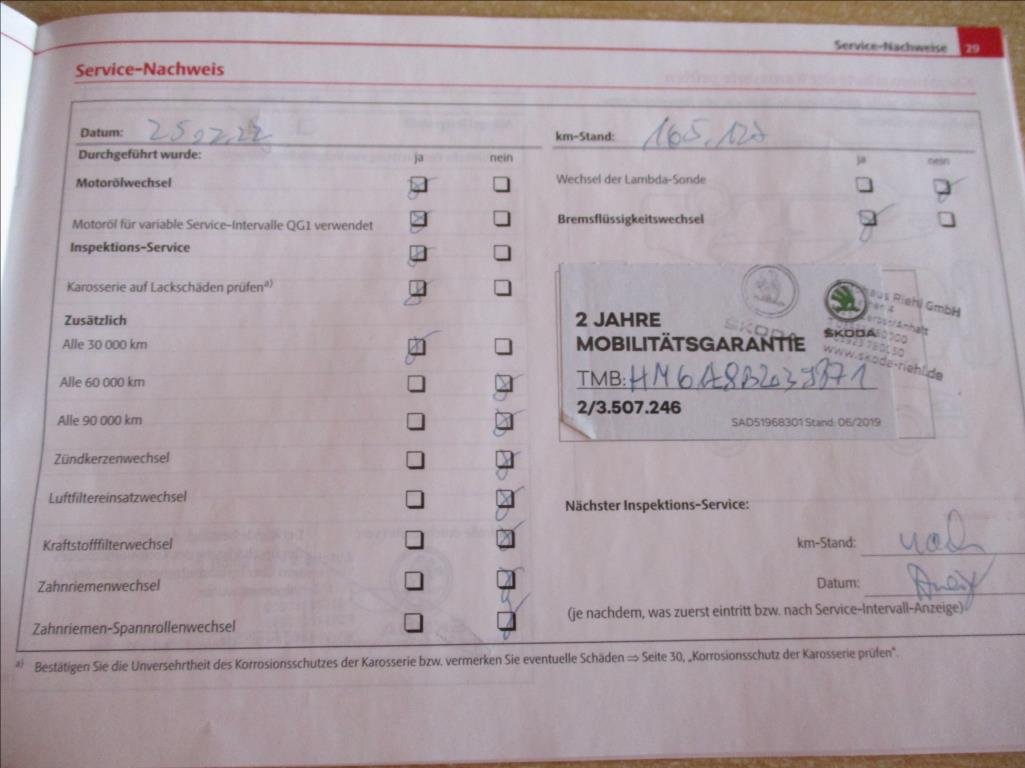 Service-Nachweise 29
Service-Nachweis
Datum: 25.02.22
km-Stand: 165.120
Durchgeführt wurde: ja nein
ja nein
Motorölwechsel
Wechsel der Lambda-Sonde
Motoröl für variable Service-Intervalle QG1 verwendet
Bremsflüssigkeitswechsel
Inspektions-Service
Karosserie auf Lackschäden prüfen a)
Zusätzlich
Alle 30 000 km
Alle 60 000 km
Alle 90 000 km
Zündkerzenwechsel
Luftfiltereinsatzwechsel
Kraftstofffilterwechsel
Zahnriemenwechsel
Zahnriemen-Spannrollenwechsel
2 JAHRE
MOBILITÄTSGARANTIE
TMB:
2/3.507.246
SAD51968301 Stand: 06/2019
SKODA
SKODA
aus Riehl GmbH
www.skoda-riehl.de
Nächster Inspektions-Service:
km-Stand: nach
Datum: Anzeige
(je nachdem, was zuerst eintritt bzw. nach Service-Intervall-Anzeige)
a) Bestätigen Sie die Unversehrtheit des Korrosionsschutzes der Karosserie bzw. vermerken Sie eventuelle Schäden ⇒ Seite 30, „Korrosionsschutz der Karosserie prüfen".